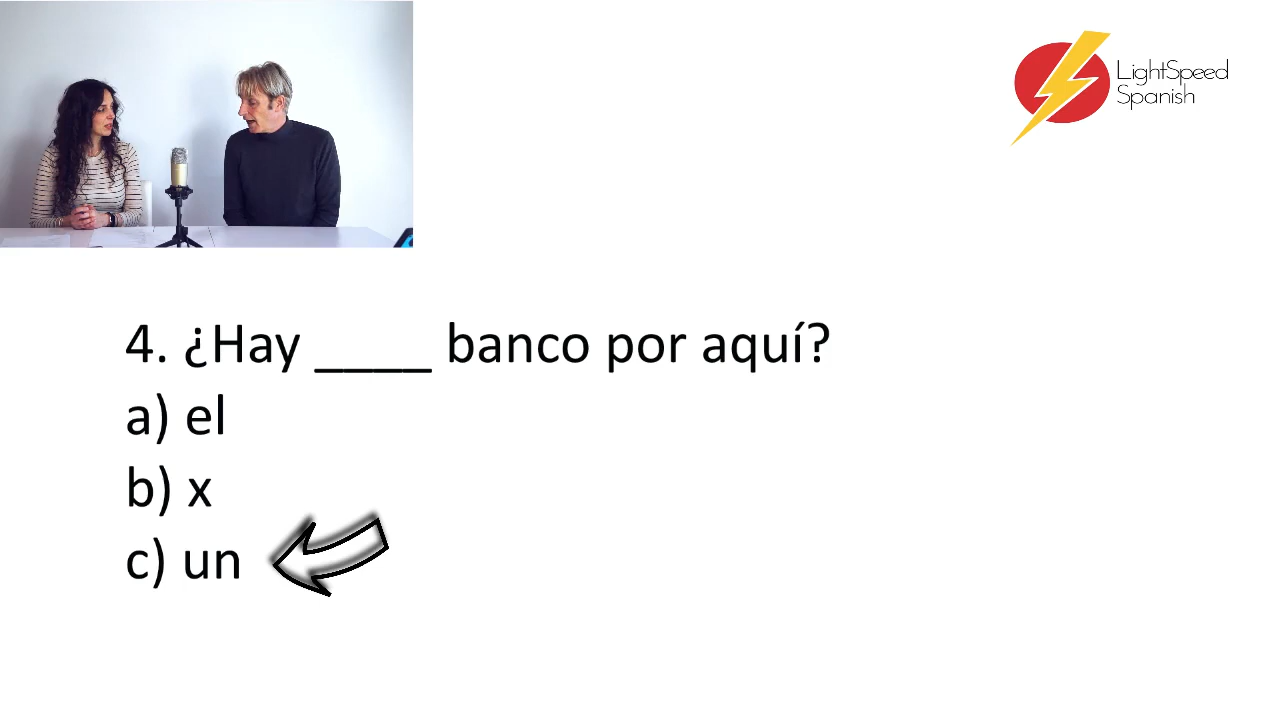 LightSpeed
Spanish
4. ¿Hay ____ banco por aquí?
a) el
b) x
c) un